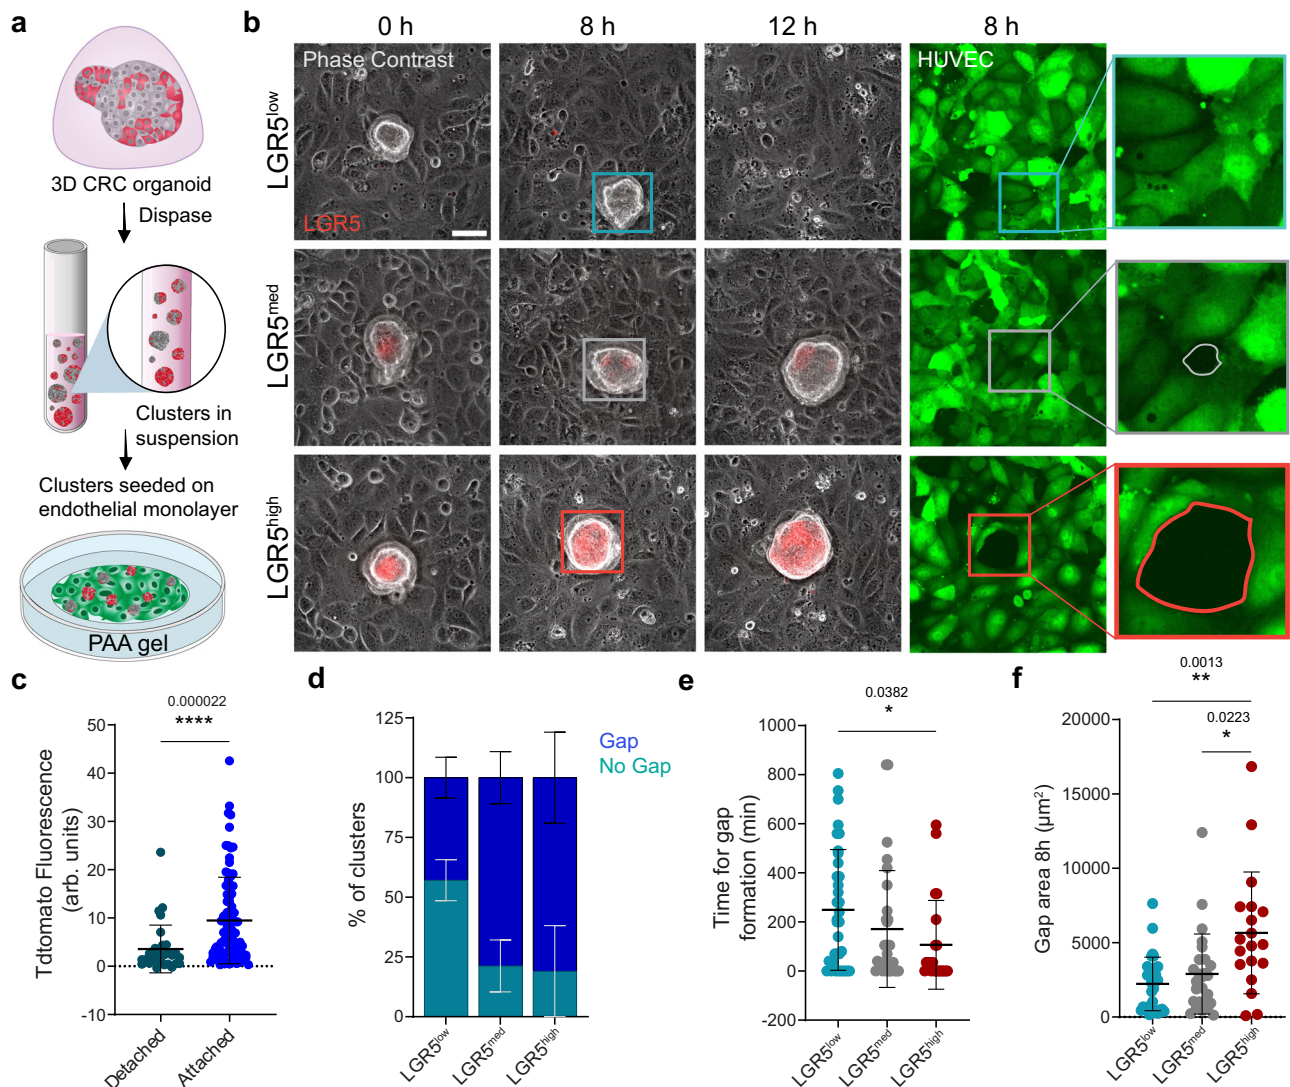 a
3D CRC organoid
Dispase
Clusters in
suspension
Clusters seeded on
endothelial monolayer
PAA gel
b
0 h
8 h
12 h
8 h
Phase Contrast
HUVEC
LGR5
LGR5low
LGR5med
LGR5high
c
0.000022
****
Tdtomato Fluorescence
(arb. units)
50
40
30
20
10
0
-10
Detached
Attached
d
Gap
No Gap
% of clusters
125
100
75
50
25
0
LGR5low
LGR5med
LGR5high
e
0.0382
*
Time for gap
formation (min)
1000
800
600
400
200
0
-200
LGR5low
LGR5med
LGR5high
f
0.0013
**
0.0223
*
Gap area 8h (μm²)
20000
15000
10000
5000
0
LGR5low
LGR5med
LGR5high